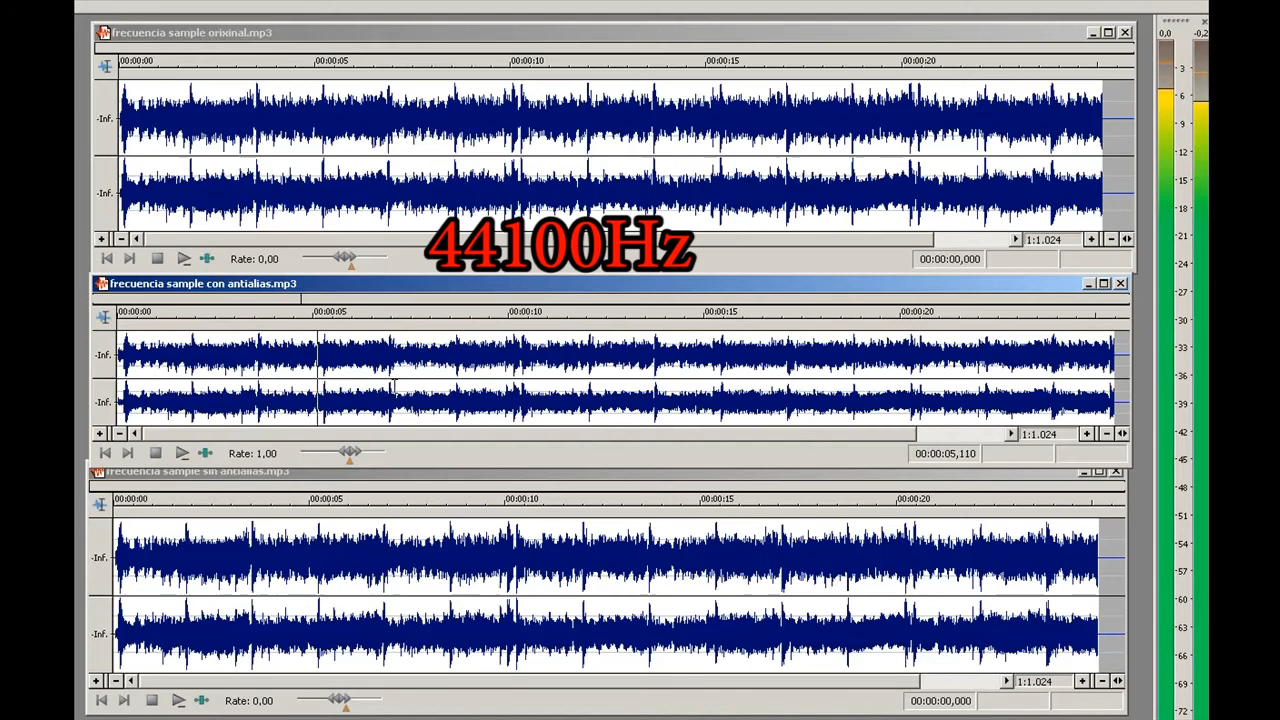 frecuencia sample orixinal.mp3
0,0 -0,2
00:00:00 00:00:05 00:00:10 00:00:15 00:00:20
-Inf.
-Inf.
44100Hz
Rate: 0,00 00:00:00,000 1:1.024
frecuencia sample con antialias.mp3
00:00:00 00:00:05 00:00:10 00:00:15 00:00:20
-Inf.
-Inf.
1:1.024
Rate: 1,00 00:00:05,110
frecuencia sample sin antialias.mp3
00:00:00 00:00:05 00:00:10 00:00:15 00:00:20
-Inf.
-Inf.
1:1.024
Rate: 0,00 00:00:00,000
3
6
9
12
15
18
21
24
27
30
33
36
39
42
45
48
51
54
57
60
63
66
69
72